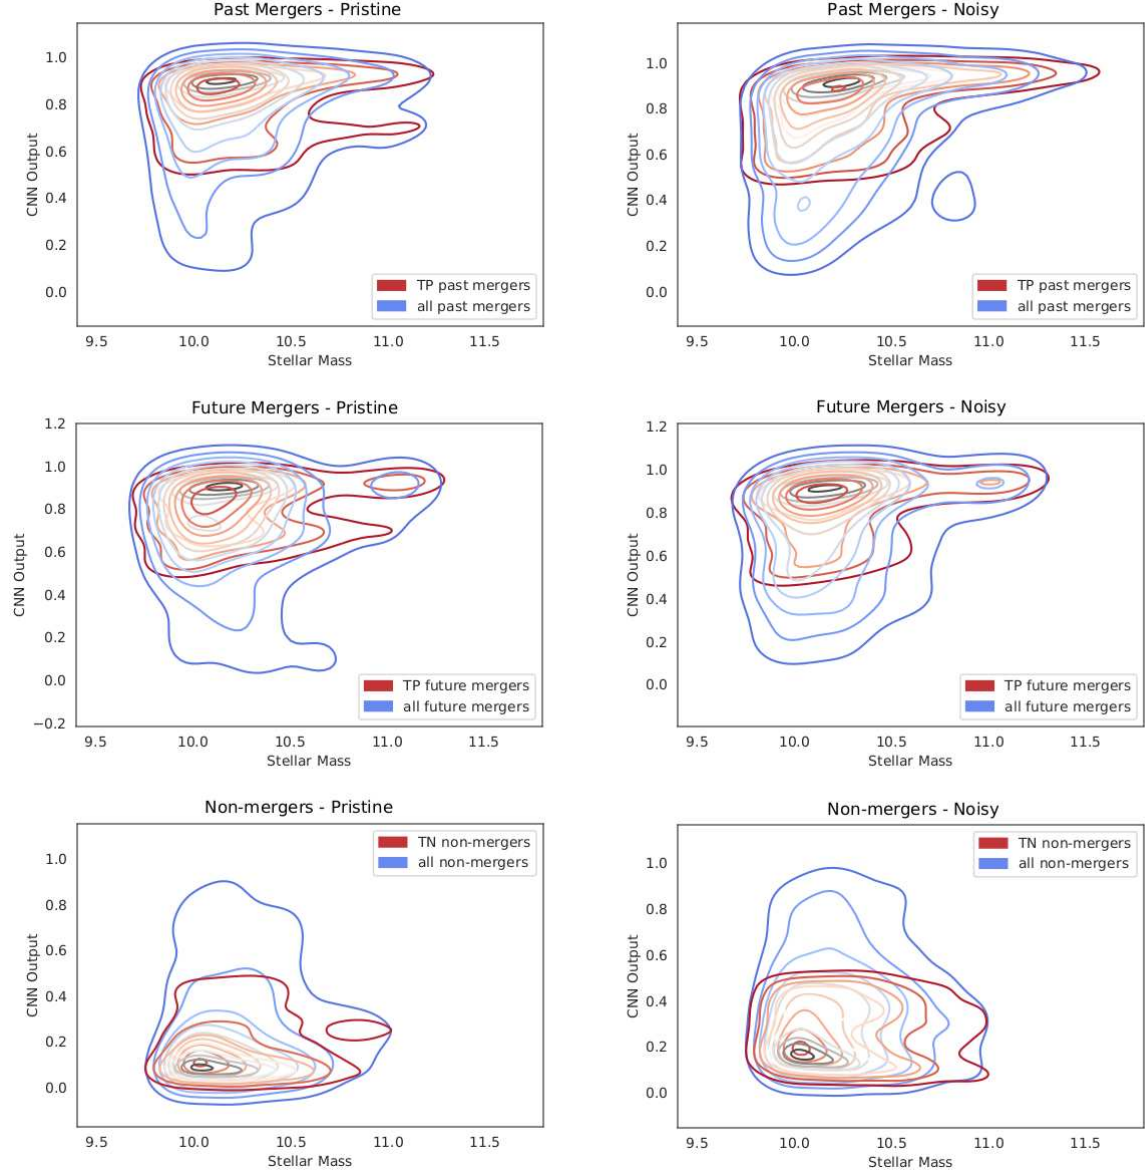 Past Mergers - Pristine
CNN Output
1.0
0.8
0.6
0.4
0.2
0.0
TP past mergers
all past mergers
9.5 10.0 10.5 11.0 11.5
Stellar Mass
Past Mergers - Noisy
CNN Output
1.0
0.8
0.6
0.4
0.2
0.0
TP past mergers
all past mergers
9.5 10.0 10.5 11.0 11.5
Stellar Mass
Future Mergers - Pristine
CNN Output
1.2
1.0
0.8
0.6
0.4
0.2
0.0
−0.2
TP future mergers
all future mergers
9.5 10.0 10.5 11.0 11.5
Stellar Mass
Future Mergers - Noisy
CNN Output
1.2
1.0
0.8
0.6
0.4
0.2
0.0
TP future mergers
all future mergers
9.5 10.0 10.5 11.0 11.5
Stellar Mass
Non-mergers - Pristine
TN non-mergers
all non-mergers
CNN Output
1.0
0.8
0.6
0.4
0.2
0.0
9.5 10.0 10.5 11.0 11.5
Stellar Mass
Non-mergers - Noisy
TN non-mergers
all non-mergers
CNN Output
1.0
0.8
0.6
0.4
0.2
0.0
9.5 10.0 10.5 11.0 11.5
Stellar Mass